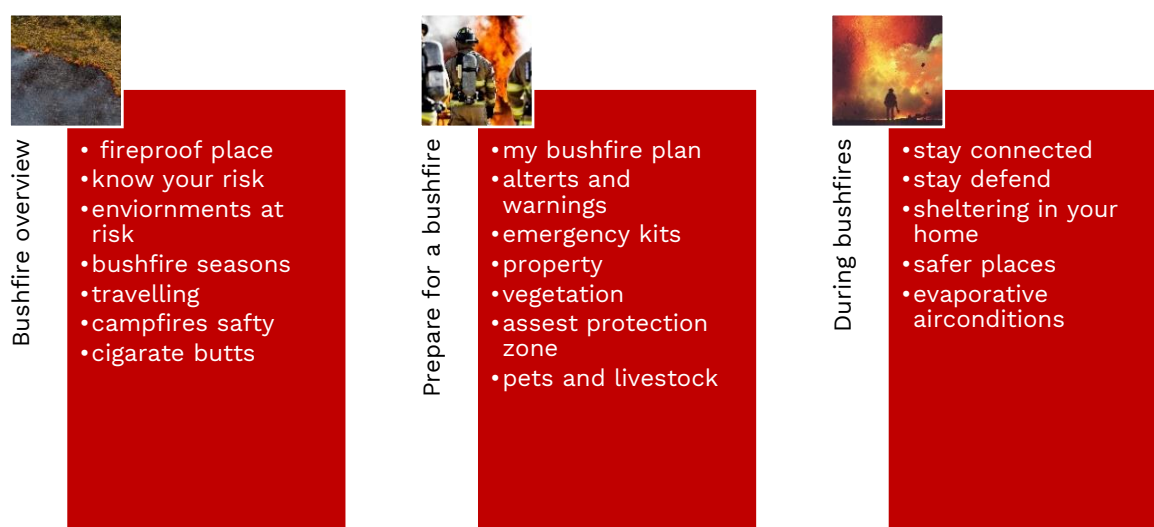 Bushfire overview
• fireproof place
•know your risk
•enviornments at
risk
•bushfire seasons
•travelling
•campfires safty
•cigarate butts
Prepare for a bushfire
•my bushfire plan
•alterts and
warnings
•emergency kits
•property
•vegetation
•assest protection
zone
•pets and livestock
During bushfires
•stay connected
•stay defend
•sheltering in your
home
•safer places
•evaporative
airconditions